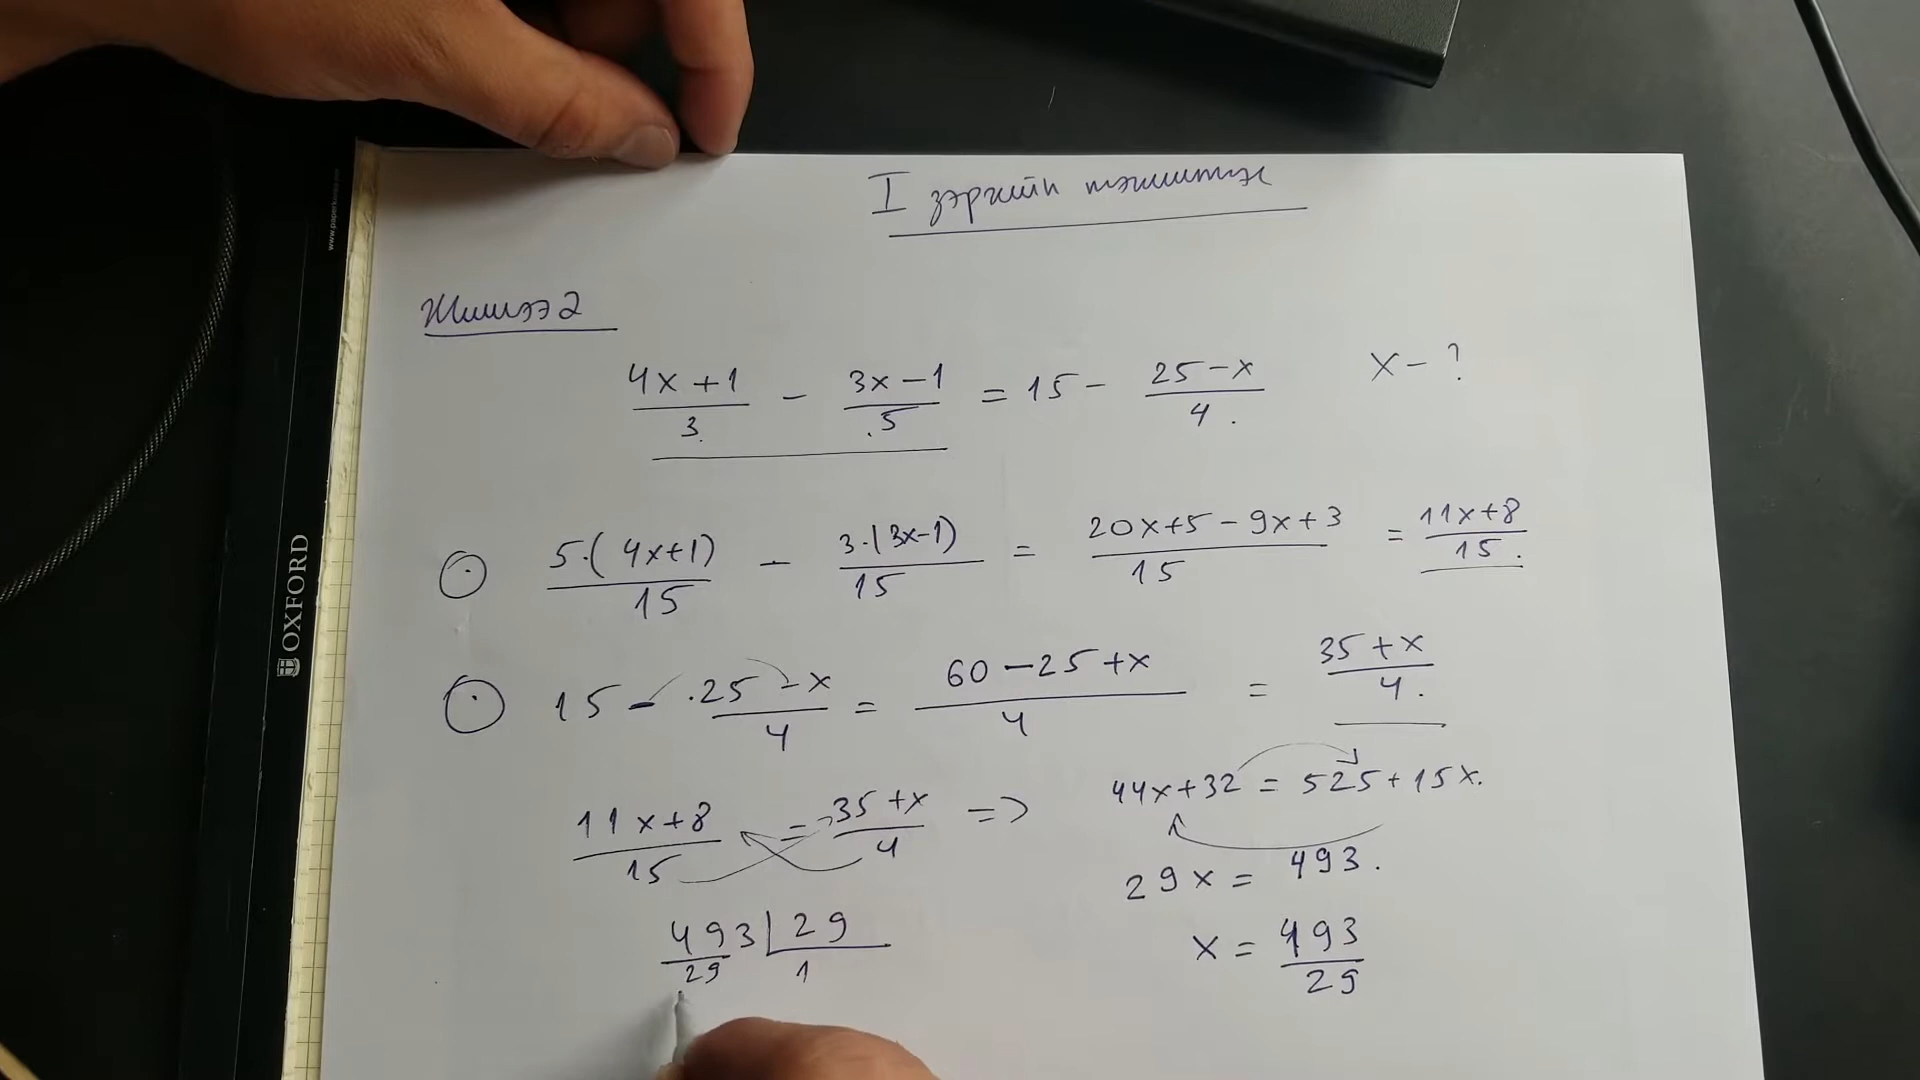 I зэргийн тэгшитгэл
Жишээ 2
(4x+1)/3 - (3x-1)/5 = 15 - (25-x)/4    x-?
5·(4x+1)/15 - 3·(3x-1)/15 = (20x+5-9x+3)/15 = (11x+8)/15
15 - (25-x)/4 = (60-25+x)/4 = (35+x)/4
(11x+8)/15 = (35+x)/4 => 44x+32 = 525+15x.
29x = 493.
493 | 29
29 1
x = 493/29
OXFORD